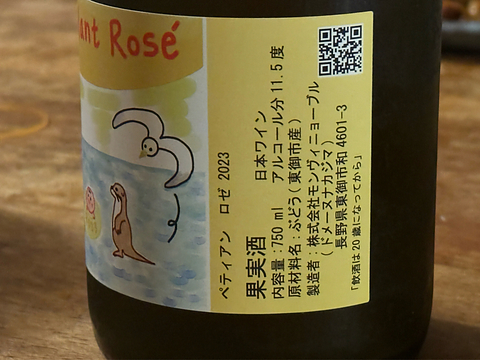 ant Rosé
ペティアン ロゼ 2023
果実酒 日本ワイン
内容量:750 ml アルコール分 11.5度
原材料名:ぶどう(東御市産)
製造者:株式会社モンヴィニョーブル
(ドメーヌナカジマ)
長野県東御市和 4601-3
「飲酒は20歳になってから」